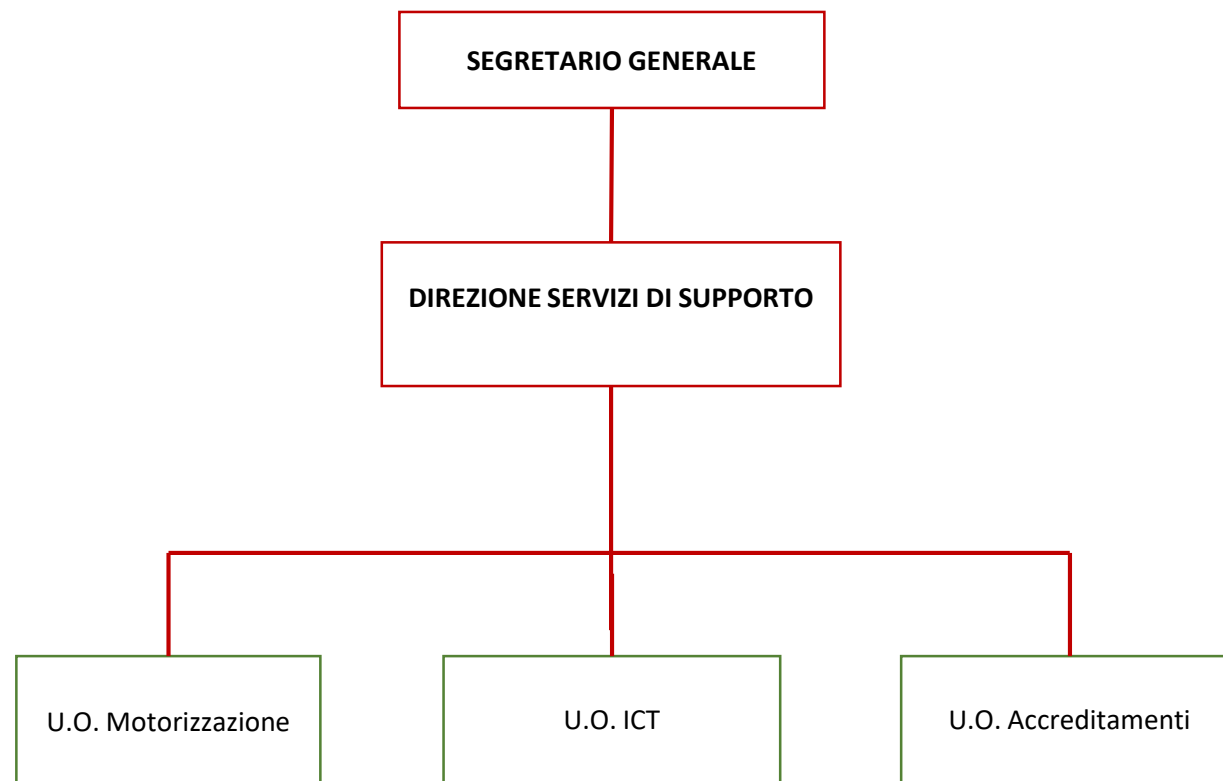 SEGRETARIO GENERALE
DIREZIONE SERVIZI DI SUPPORTO
U.O. Motorizzazione
U.O. ICT
U.O. Accreditamenti